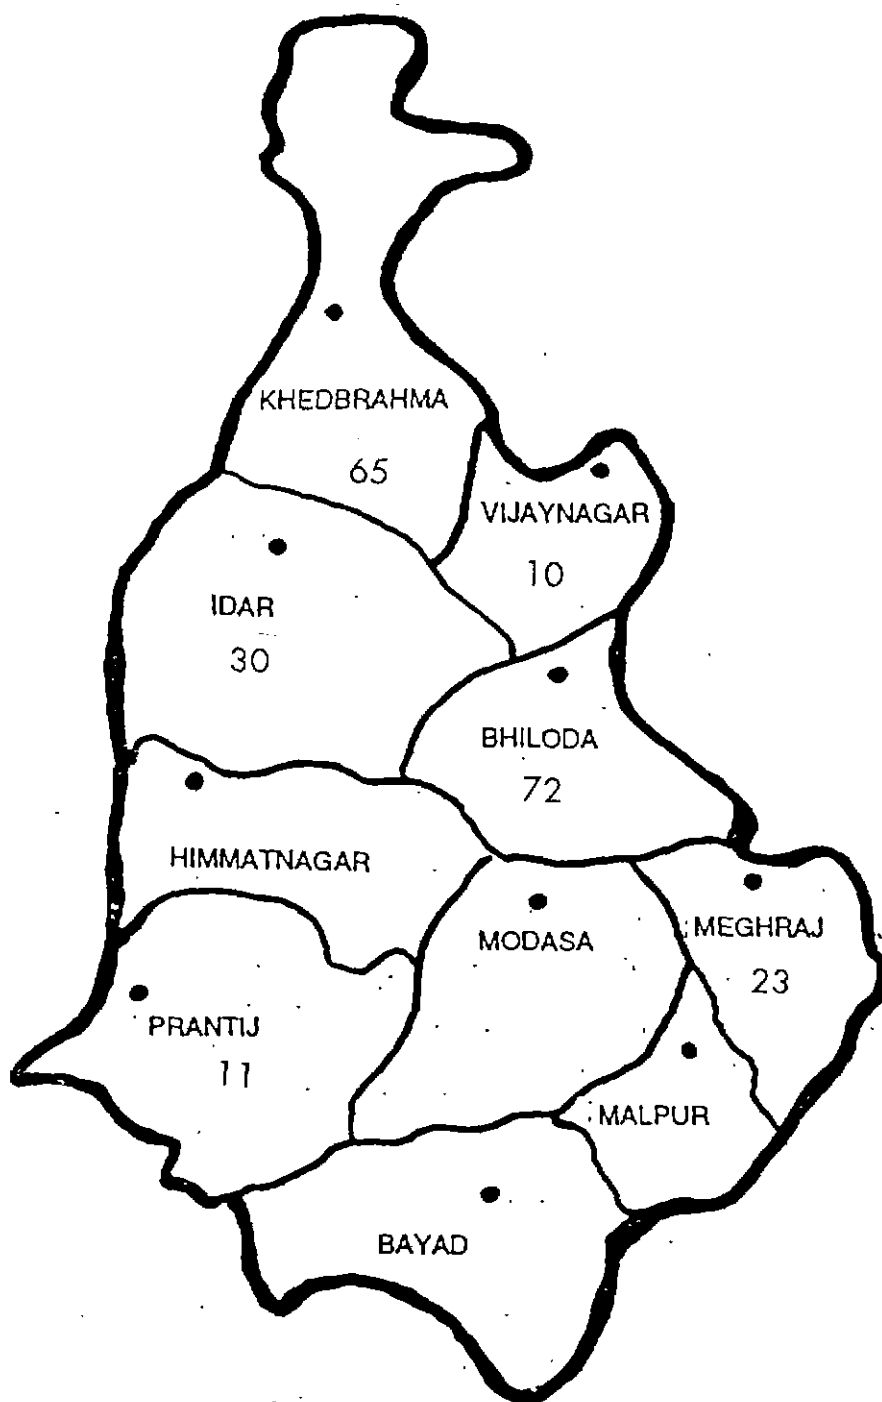 KHEDBRAHMA
65
VIJAYNAGAR
10
IDAR
30
BHILODA
72
HIMMATNAGAR
MODASA
MEGHRAJ
23
PRANTIJ
11
MALPUR
BAYAD